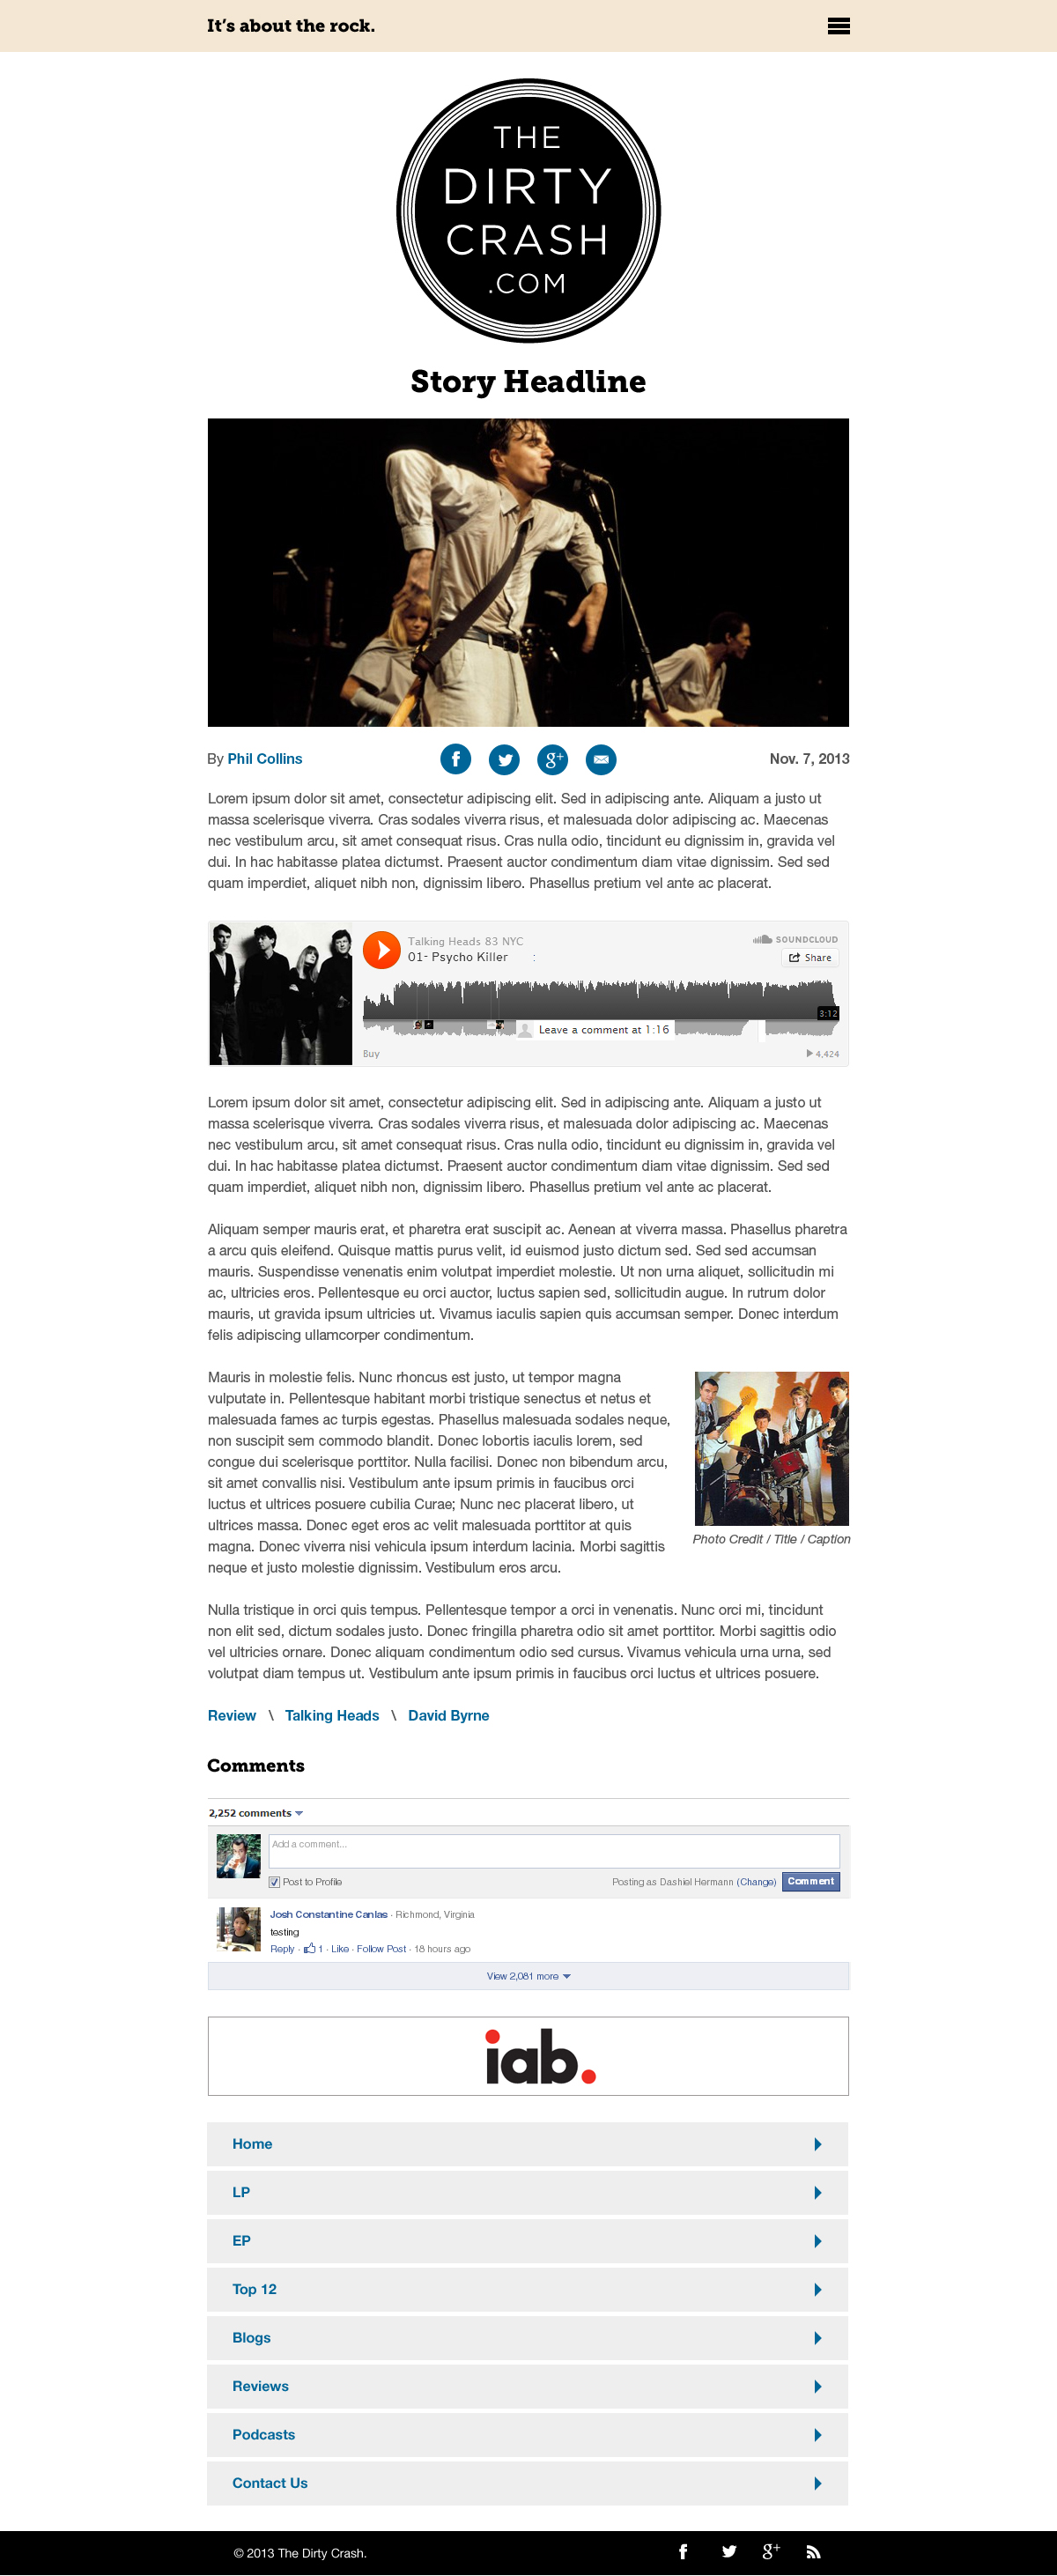 It's about the rock.
THE
DIRTY
CRASH
.COM
Story Headline
By Phil Collins
g+
Nov. 7, 2013
Lorem ipsum dolor sit amet, consectetur adipiscing elit. Sed in adipiscing ante. Aliquam a justo ut
massa scelerisque viverra. Cras sodales viverra risus, et malesuada dolor adipiscing ac. Maecenas
nec vestibulum arcu, sit amet consequat risus. Cras nulla odio, tincidunt eu dignissim in, gravida vel
dui. In hac habitasse platea dictumst. Praesent auctor condimentum diam vitae dignissim. Sed sed
quam imperdiet, aliquet nibh non, dignissim libero. Phasellus pretium vel ante ac placerat.
Talking Heads 83 NYC
SOUNDCLOUD
01- Psycho Killer :
Share
3:12
Leave a comment at 1:16
Buy
4,424
Lorem ipsum dolor sit amet, consectetur adipiscing elit. Sed in adipiscing ante. Aliquam a justo ut
massa scelerisque viverra. Cras sodales viverra risus, et malesuada dolor adipiscing ac. Maecenas
nec vestibulum arcu, sit amet consequat risus. Cras nulla odio, tincidunt eu dignissim in, gravida vel
dui. In hac habitasse platea dictumst. Praesent auctor condimentum diam vitae dignissim. Sed sed
quam imperdiet, aliquet nibh non, dignissim libero. Phasellus pretium vel ante ac placerat.
Aliquam semper mauris erat, et pharetra erat suscipit ac. Aenean at viverra massa. Phasellus pharetra
a arcu quis eleifend. Quisque mattis purus velit, id euismod justo dictum sed. Sed sed accumsan
mauris. Suspendisse venenatis enim volutpat imperdiet molestie. Ut non urna aliquet, sollicitudin mi
ac, ultricies eros. Pellentesque eu orci auctor, luctus sapien sed, sollicitudin augue. In rutrum dolor
mauris, ut gravida ipsum ultricies ut. Vivamus iaculis sapien quis accumsan semper. Donec interdum
felis adipiscing ullamcorper condimentum.
Mauris in molestie felis. Nunc rhoncus est justo, ut tempor magna
vulputate in. Pellentesque habitant morbi tristique senectus et netus et
malesuada fames ac turpis egestas. Phasellus malesuada sodales neque,
non suscipit sem commodo blandit. Donec lobortis iaculis lorem, sed
congue dui scelerisque porttitor. Nulla facilisi. Donec non bibendum arcu,
sit amet convallis nisi. Vestibulum ante ipsum primis in faucibus orci
luctus et ultrices posuere cubilia Curae; Nunc nec placerat libero, ut
ultrices massa. Donec eget eros ac velit malesuada porttitor at quis
magna. Donec viverra nisi vehicula ipsum interdum lacinia. Morbi sagittis
neque et justo molestie dignissim. Vestibulum eros arcu.
Photo Credit / Title / Caption
Nulla tristique in orci quis tempus. Pellentesque tempor a orci in venenatis. Nunc orci mi, tincidunt
non elit sed, dictum sodales justo. Donec fringilla pharetra odio sit amet porttitor. Morbi sagittis odio
vel ultricies ornare. Donec aliquam condimentum odio sed cursus. Vivamus vehicula urna urna, sed
volutpat diam tempus ut. Vestibulum ante ipsum primis in faucibus orci luctus et ultrices posuere.
Review \ Talking Heads \ David Byrne
Comments
2,252 comments
Add a comment...
Post to Profile
Posting as Dashiel Hermann (Change)
Comment
Josh Constantine Canlas · Richmond, Virginia
testing
Reply · 1 · Like · Follow Post · 18 hours ago
View 2,081 more
iab.
Home
LP
EP
Top 12
Blogs
Reviews
Podcasts
Contact Us
© 2013 The Dirty Crash.
g+